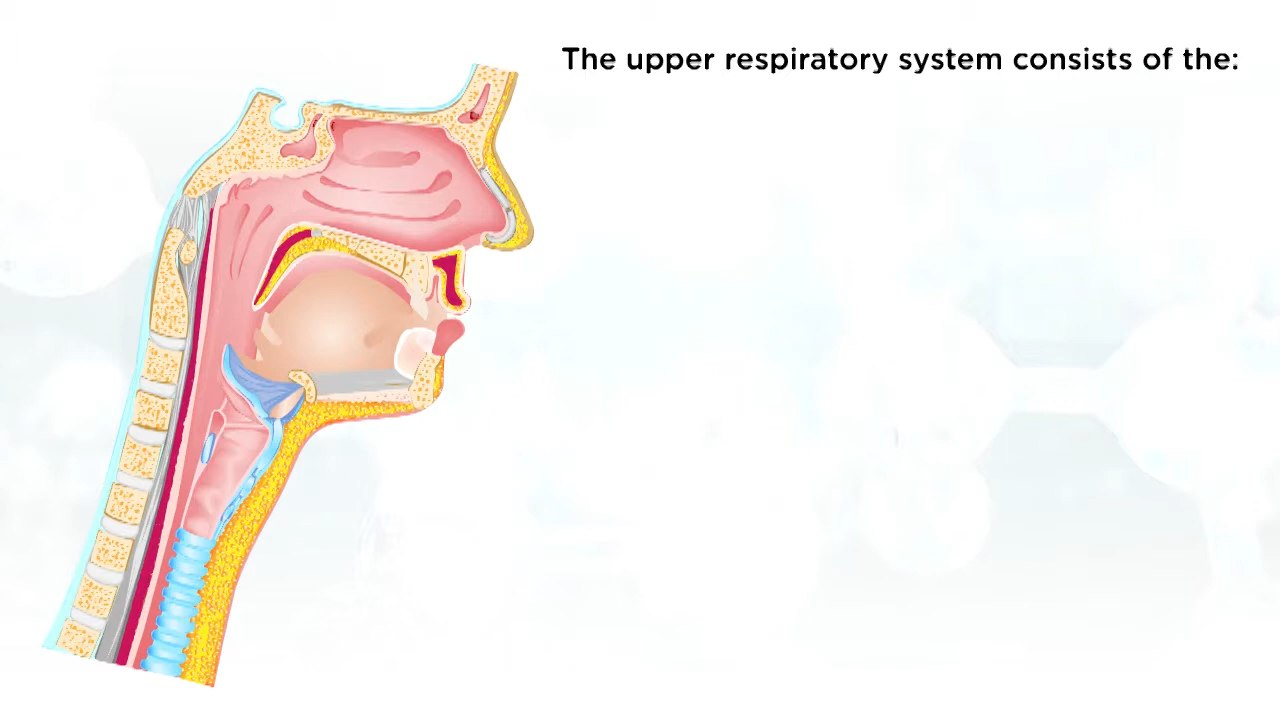 The upper respiratory system consists of the: